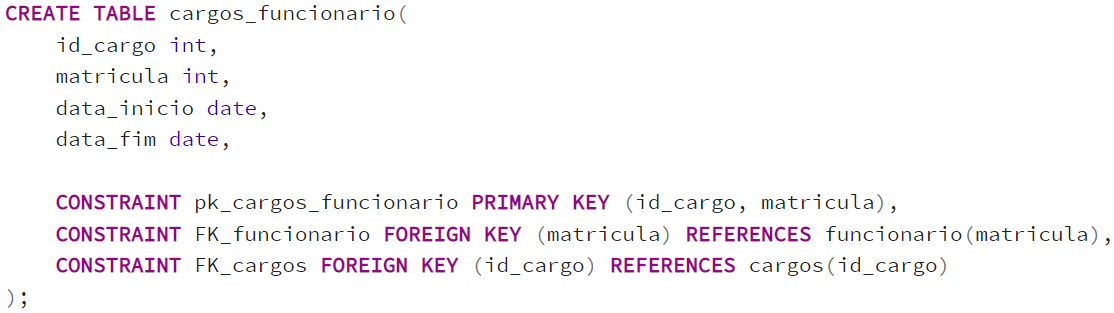 CREATE TABLE cargos_funcionario(
id_cargo int,
matricula int,
data_inicio date,
data_fim date,
CONSTRAINT pk_cargos_funcionario PRIMARY KEY (id_cargo, matricula),
CONSTRAINT FK_funcionario FOREIGN KEY (matricula) REFERENCES funcionario(matricula),
CONSTRAINT FK_cargos FOREIGN KEY (id_cargo) REFERENCES cargos(id_cargo)
);